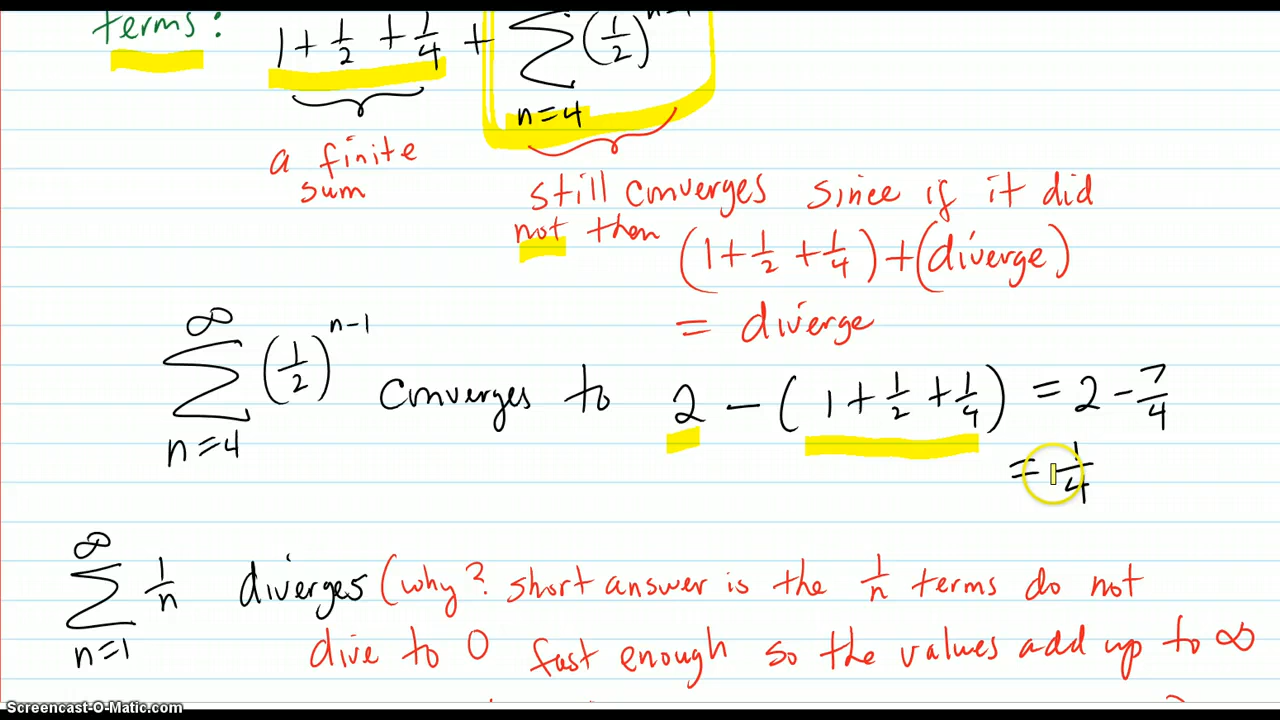 terms:
1 + 1/2 + 1/4 + ∑ (1/2)^(n-1)
n=4
a finite
sum
still converges since if it did
not then (1 + 1/2 + 1/4) + (diverge)
= diverge
∞
∑ (1/2)^(n-1) converges to 2 - (1 + 1/2 + 1/4) = 2 - 7/4
n=4
= 1/4
∞
∑ 1/n diverges (why? short answer is the 1/n terms do not
n=1
dive to 0 fast enough so the values add up to ∞
Screencast-O-Matic.com